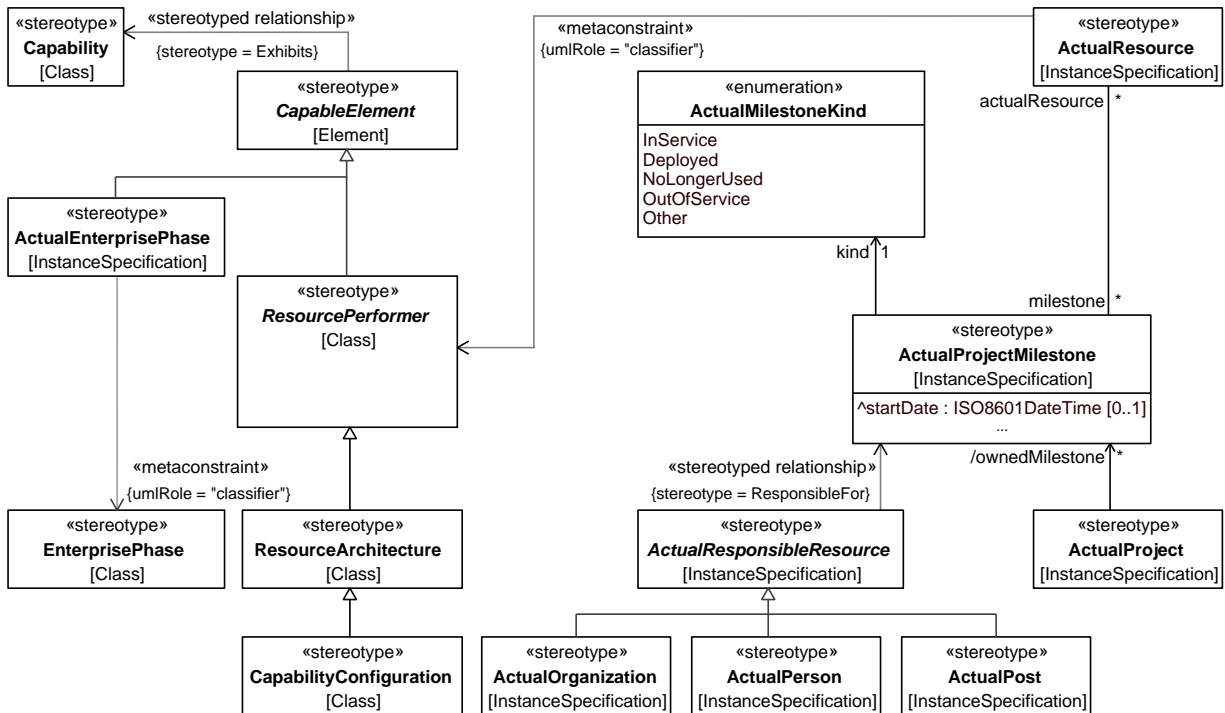 «stereotype»
Capability
[Class]
«stereotyped relationship»
{stereotype = Exhibits}
«stereotype»
CapableElement
[Element]
«metaconstraint»
{umlRole = "classifier"}
«stereotype»
ActualResource
[InstanceSpecification]
«enumeration»
ActualMilestoneKind
InService
Deployed
NoLongerUsed
OutOfService
Other
actualResource *
«stereotype»
ActualEnterprisePhase
[InstanceSpecification]
kind 1
«stereotype»
ResourcePerformer
[Class]
milestone *
«stereotype»
ActualProjectMilestone
[InstanceSpecification]
^startDate : ISO8601DateTime [0..1]
...
«metaconstraint»
{umlRole = "classifier"}
«stereotyped relationship»
{stereotype = ResponsibleFor}
/ownedMilestone *
«stereotype»
EnterprisePhase
[Class]
«stereotype»
ResourceArchitecture
[Class]
«stereotype»
ActualResponsibleResource
[InstanceSpecification]
«stereotype»
ActualProject
[InstanceSpecification]
«stereotype»
CapabilityConfiguration
[Class]
«stereotype»
ActualOrganization
[InstanceSpecification]
«stereotype»
ActualPerson
[InstanceSpecification]
«stereotype»
ActualPost
[InstanceSpecification]